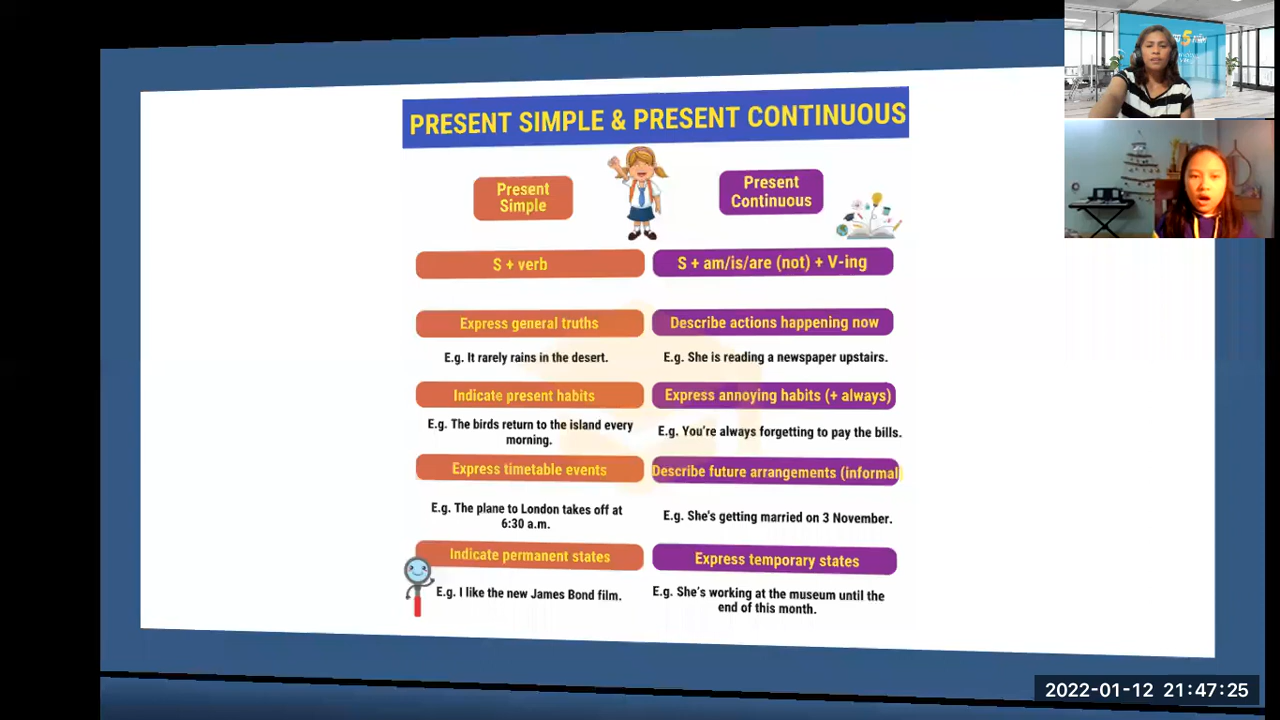 PRESENT SIMPLE & PRESENT CONTINUOUS
Present
Simple
Present
Continuous
S + verb
S + am/is/are (not) + V-ing
Express general truths
Describe actions happening now
E.g. It rarely rains in the desert.
E.g. She is reading a newspaper upstairs.
Indicate present habits
Express annoying habits (+ always)
E.g. The birds return to the island every
morning.
E.g. You're always forgetting to pay the bills.
Express timetable events
Describe future arrangements (informal
E.g. The plane to London takes off at
6:30 a.m.
E.g. She's getting married on 3 November.
Indicate permanent states
Express temporary states
E.g. I like the new James Bond film.
E.g. She's working at the museum until the
end of this month.
2022-01-12 21:47:25